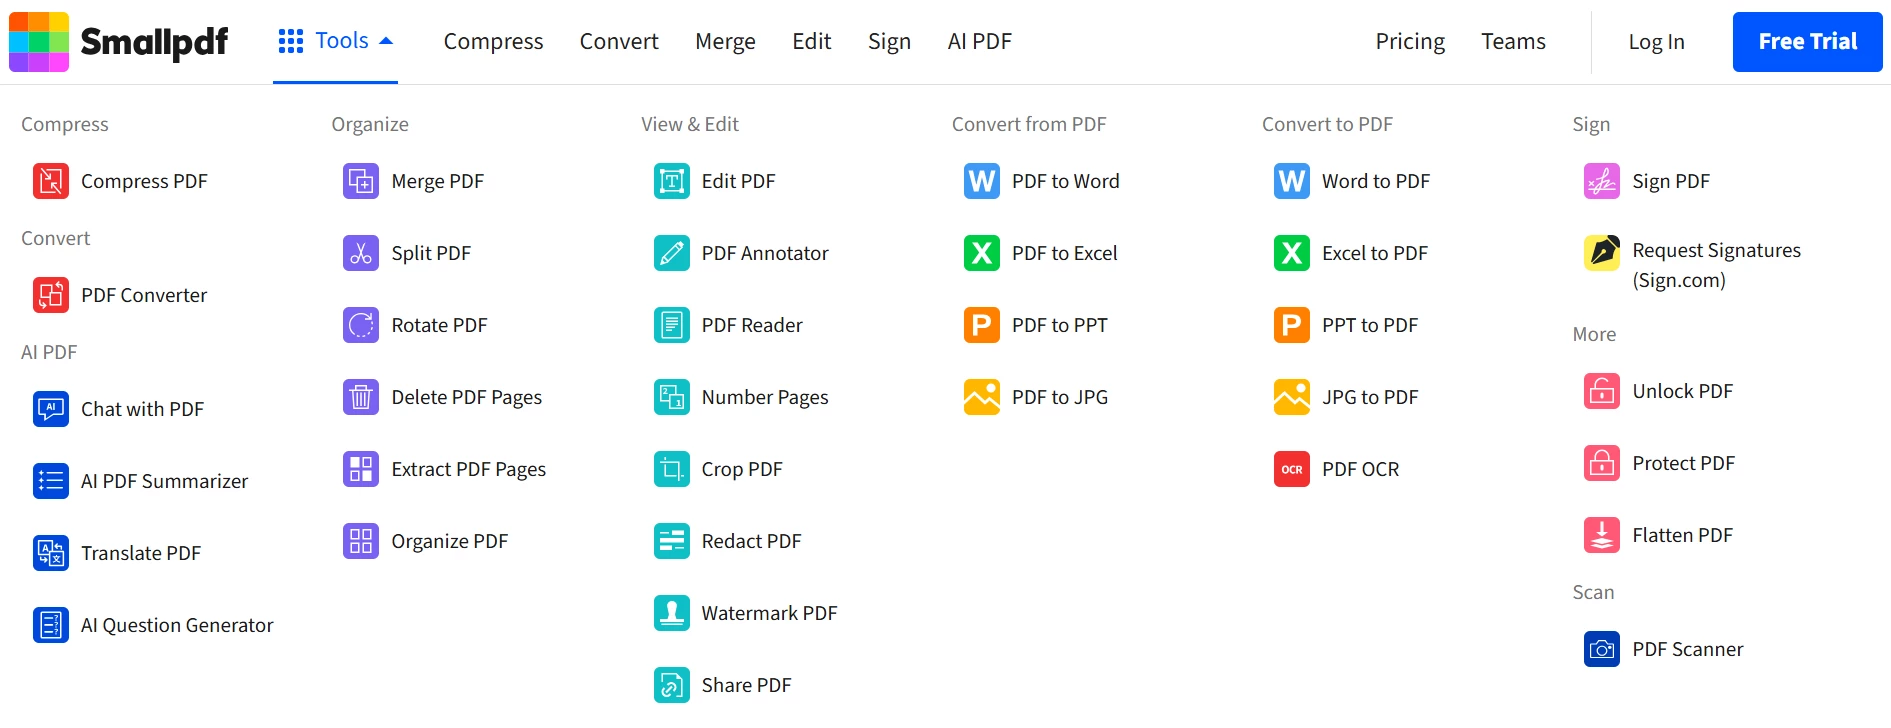 Smallpdf
Tools
Compress
Convert
Merge
Edit
Sign
AI PDF
Pricing
Teams
Log In
Free Trial
Compress
Compress PDF
Convert
PDF Converter
AI PDF
AI
Chat with PDF
AI PDF Summarizer
Translate PDF
AI Question Generator
Organize
Merge PDF
Split PDF
Rotate PDF
Delete PDF Pages
Extract PDF Pages
Organize PDF
View & Edit
T
Edit PDF
PDF Annotator
PDF Reader
2
1
Number Pages
Crop PDF
Redact PDF
Watermark PDF
Share PDF
Convert from PDF
W
PDF to Word
X
PDF to Excel
P
PDF to PPT
PDF to JPG
Convert to PDF
W
Word to PDF
X
Excel to PDF
P
PPT to PDF
JPG to PDF
OCR
PDF OCR
Sign
Sign PDF
Request Signatures
(Sign.com)
More
Unlock PDF
Protect PDF
Flatten PDF
Scan
PDF Scanner